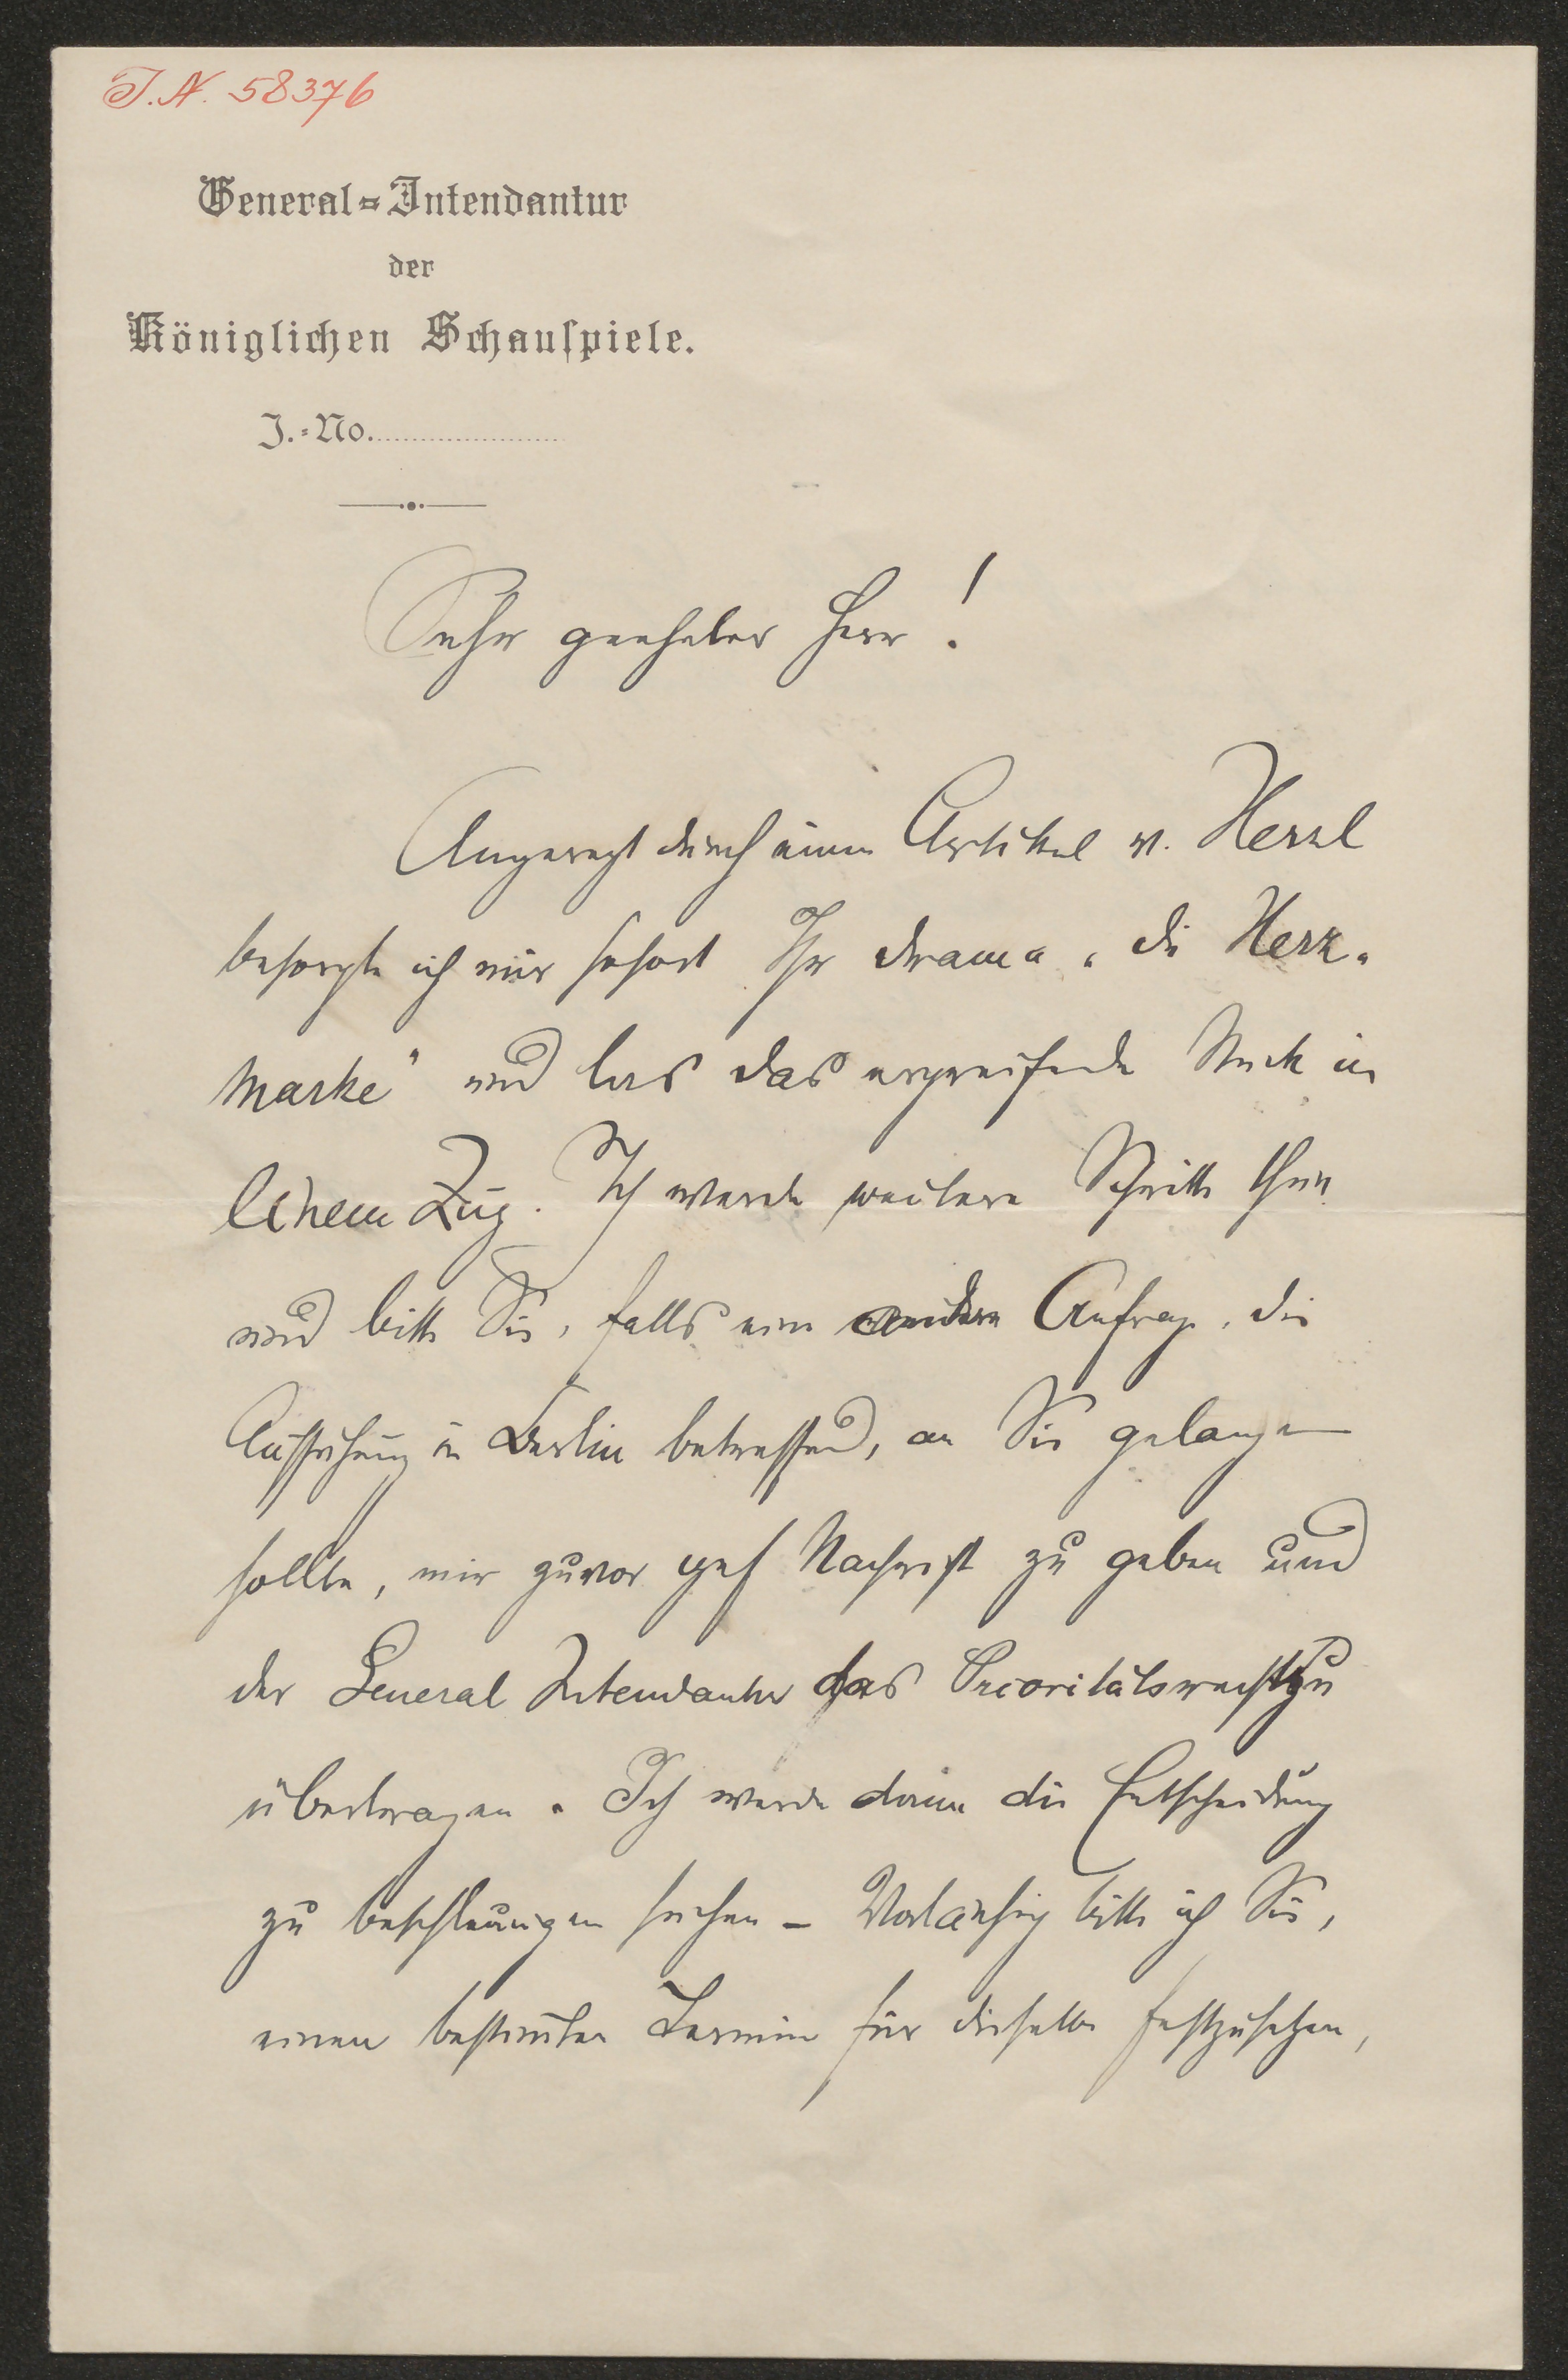 J.N. 58376
General-Intendantur
der
Königlichen Schauspiele.
J.-No.
Sehr geehrter Herr!
Angeregt durch einen Artikel v. Herzl
besorgte ich mir sofort Ihr Drama „die Herz-
marke“ und las das ergreifende Stück in
Einem Zug. Ich werde weitere Schritte thun
und bitte Sie, falls eine andere Anfrage, die
Aufführung in Berlin betreffend, an Sie gelangen
sollte, mir zuvor gef Nachricht zu geben und
der General Intendantur das Prioritätsrecht zu
übertragen. Ich werde dann die Entscheidung
zu beschleunigen suchen – Vorläufig bitte ich Sie,
einen bestimten Termin für dieselbe festzusetzen,